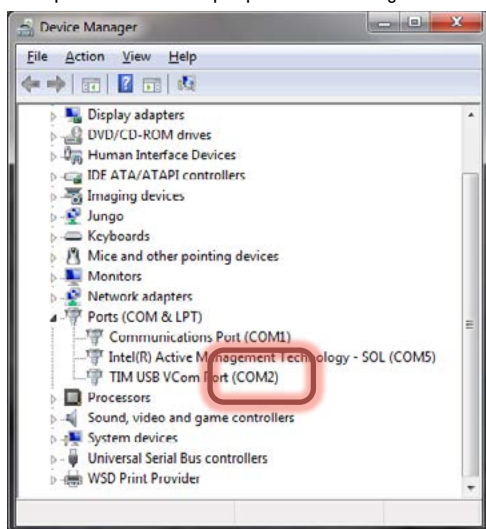 Device Manager
File Action View Help
Display adapters
DVD/CD-ROM drives
Human Interface Devices
IDE ATA/ATAPI controllers
Imaging devices
Jungo
Keyboards
Mice and other pointing devices
Monitors
Network adapters
Ports (COM & LPT)
Communications Port (COM1)
Intel(R) Active Management Technology - SOL (COM5)
TIM USB VCom Port (COM2)
Processors
Sound, video and game controllers
System devices
Universal Serial Bus controllers
WSD Print Provider